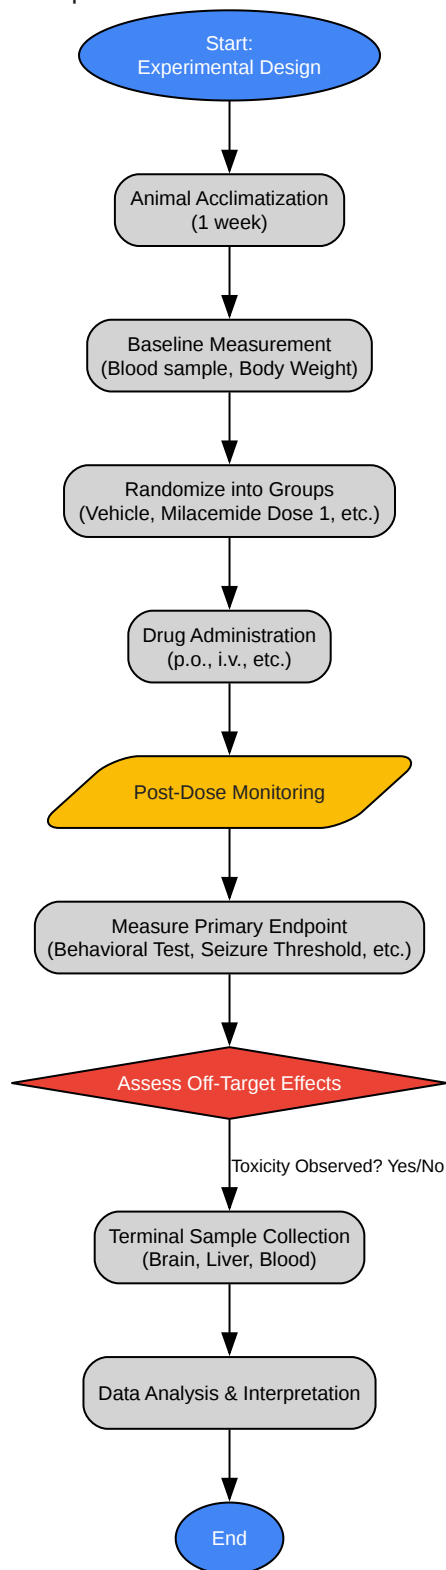 Start:
Experimental Design
Animal Acclimatization
(1 week)
Baseline Measurement
(Blood sample, Body Weight)
Randomize into Groups
(Vehicle, Milacemide Dose 1, etc.)
Drug Administration
(p.o., i.v., etc.)
Post-Dose Monitoring
Measure Primary Endpoint
(Behavioral Test, Seizure Threshold, etc.)
Assess Off-Target Effects
Toxicity Observed? Yes/No
Terminal Sample Collection
(Brain, Liver, Blood)
Data Analysis & Interpretation
End